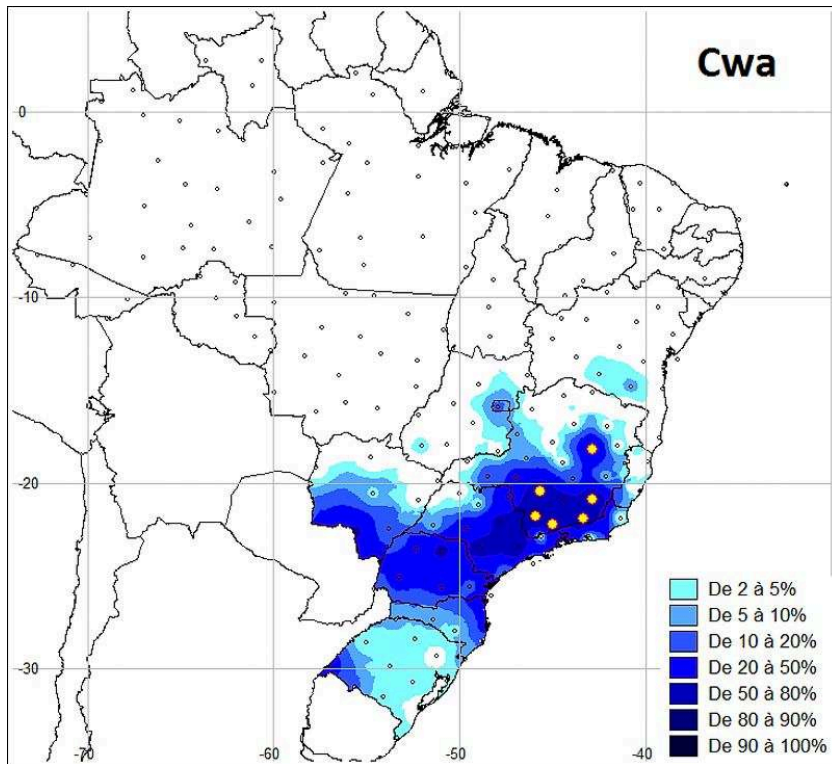 Cwa
0
-10
-20
-30
-70
-60
-50
-40
De 2 à 5%
De 5 à 10%
De 10 à 20%
De 20 à 50%
De 50 à 80%
De 80 à 90%
De 90 à 100%